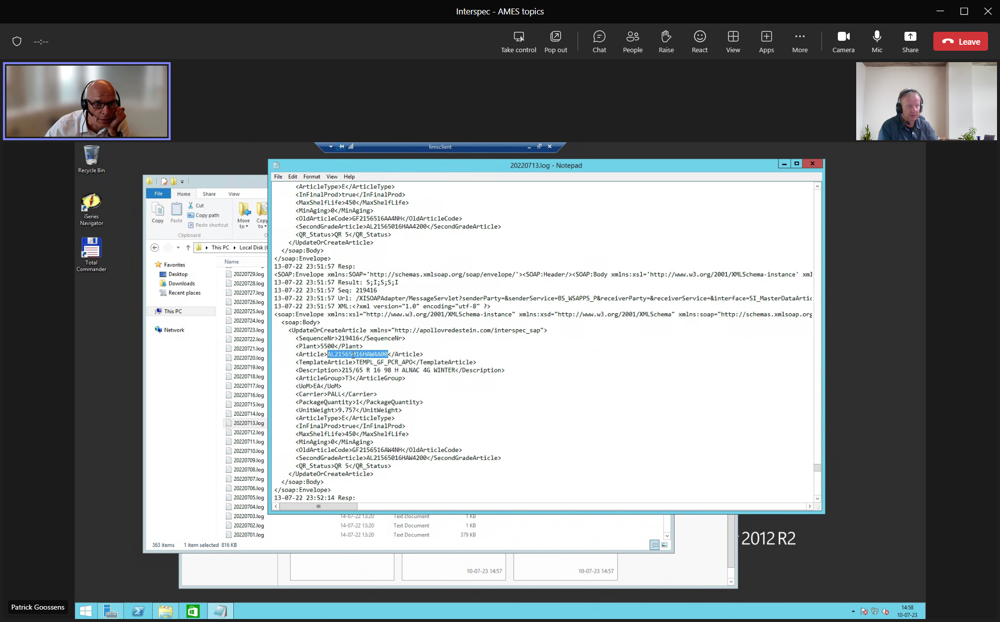 Interspec - AMES topics
--:--
Take control
Pop out
Chat
People
Raise
React
View
Apps
More
Camera
Mic
Share
Leave
limsclient
Recycle Bin
iSeries
Navigator
Total
Commander
File
Home
Share
View
Copy
Paste
Cut
Copy path
Paste shortcut
Move
to
Copy
to
Clipboard
This PC
Local Disk (
Favorites
Desktop
Downloads
Recent places
This PC
Network
Name
20220729.log
20220728.log
20220727.log
20220726.log
20220725.log
20220724.log
20220723.log
20220722.log
20220721.log
20220720.log
20220719.log
20220718.log
20220717.log
20220716.log
20220715.log
20220714.log
20220713.log
20220712.log
20220711.log
20220710.log
20220709.log
20220708.log
20220707.log
20220706.log
20220705.log
20220704.log
20220703.log 14-07-22 13:20 Text Document 1 KB
20220702.log 14-07-22 13:20 Text Document 1 KB
20220701.log 14-07-22 13:20 Text Document 379 KB
363 items 1 item selected 816 KB
20220713.log - Notepad
File Edit Format View Help
<ArticleType>E</ArticleType>
<InFinalProd>true</InFinalProd>
<MaxShelfLife>450</MaxShelfLife>
<MinAging>0</MinAging>
<OldArticleCode>GF2156516AA4NH</OldArticleCode>
<SecondGradeArticle>AL21565016HAA4200</SecondGradeArticle>
<QR_Status>QR 5</QR_Status>
</UpdateOrCreateArticle>
</soap:Body>
</soap:Envelope>
13-07-22 23:51:57 Resp:
<SOAP:Envelope xmlns:SOAP='http://schemas.xmlsoap.org/soap/envelope/'><SOAP:Header/><SOAP:Body xmlns:xsl='http://www.w3.org/2001/XMLSchema-instance' xml
13-07-22 23:51:57 Result: S;I;S;S;I
13-07-22 23:51:57 Seq: 219416
13-07-22 23:51:57 Url: /XISOAPAdapter/MessageServlet?senderParty=&senderService=BS_WSAPPS_P&receiverParty=&receiverService=&interface=SI_MasterDataArtic
13-07-22 23:51:57 XML:<?xml version="1.0" encoding="utf-8" ?>
<soap:Envelope xmlns:xsl="http://www.w3.org/2001/XMLSchema-instance" xmlns:xsd="http://www.w3.org/2001/XMLSchema" xmlns:soap="http://schemas.xmlsoap.org
<soap:Body>
<UpdateOrCreateArticle xmlns="http://apollovredestein.com/interspec_sap">
<SequenceNr>219416</SequenceNr>
<Plant>5500</Plant>
<Article>AL21565016HAW4A00</Article>
<TemplateArticle>TEMPL_GF_PCR_APO</TemplateArticle>
<Description>215/65 R 16 98 H ALNAC 4G WINTER</Description>
<ArticleGroup>T3</ArticleGroup>
<UoM>EA</UoM>
<Carrier>PALL</Carrier>
<PackageQuantity>1</PackageQuantity>
<UnitWeight>9.757</UnitWeight>
<ArticleType>E</ArticleType>
<InFinalProd>true</InFinalProd>
<MaxShelfLife>450</MaxShelfLife>
<MinAging>0</MinAging>
<OldArticleCode>GF2156516AW4NH</OldArticleCode>
<SecondGradeArticle>AL21565016HAW4200</SecondGradeArticle>
<QR_Status>QR 5</QR_Status>
</UpdateOrCreateArticle>
</soap:Body>
</soap:Envelope>
13-07-22 23:52:14 Resp:
2012 R2
10-07-23 14:57
10-07-23 14:57
Patrick Goossens
14:58
10-07-23